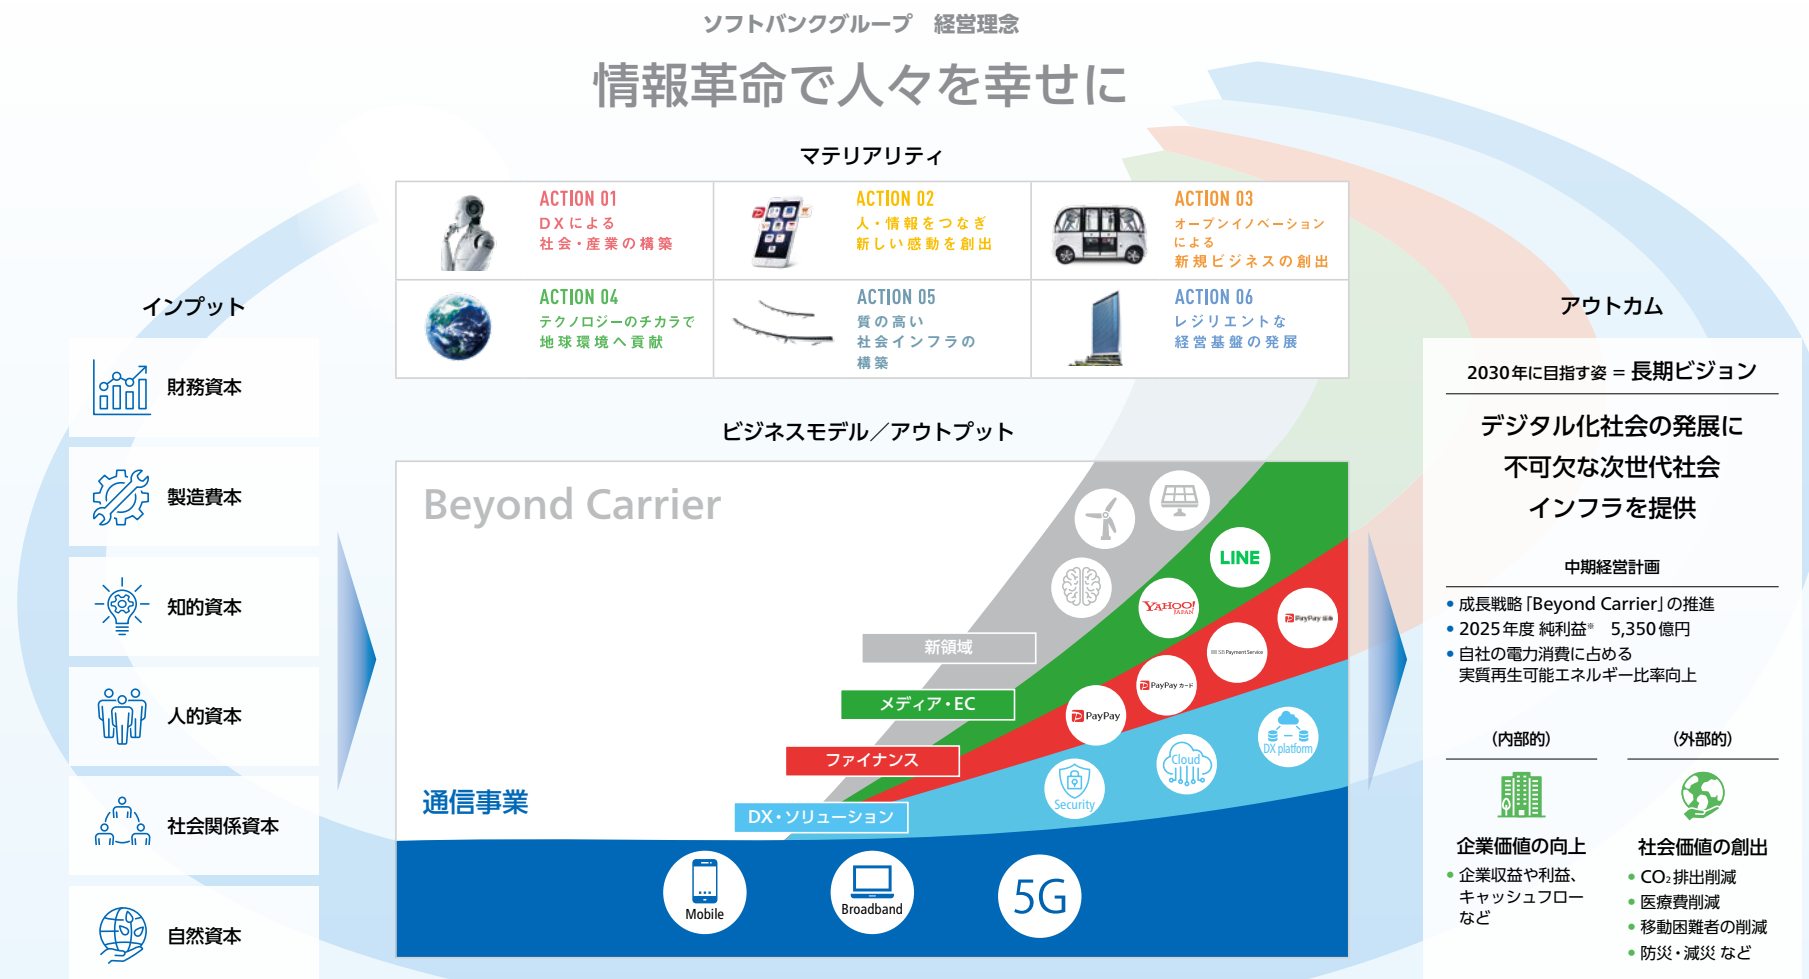 ソフトバンクグループ 経営理念
情報革命で人々を幸せに
マテリアリティ
ACTION 01
DXによる
社会・産業の構築
ACTION 02
人・情報をつなぎ
新しい感動を創出
ACTION 03
オープンイノベーション
による
新規ビジネスの創出
ACTION 04
テクノロジーのチカラで
地球環境へ貢献
ACTION 05
質の高い
社会インフラの
構築
ACTION 06
レジリエントな
経営基盤の発展
インプット
財務資本
製造費本
知的資本
人的資本
社会関係資本
自然資本
ビジネスモデル／アウトプット
Beyond Carrier
新領域
メディア・EC
ファイナンス
DX・ソリューション
通信事業
LINE
YAHOO!
JAPAN
PayPay 証券
SB Payment Service
PayPay カード
PayPay
DX platform
Cloud
Security
Mobile
Broadband
5G
アウトカム
2030年に目指す姿 = 長期ビジョン
デジタル化社会の発展に
不可欠な次世代社会
インフラを提供
中期経営計画
• 成長戦略「Beyond Carrier」の推進
• 2025年度 純利益※ 5,350億円
• 自社の電力消費に占める
実質再生可能エネルギー比率向上
（内部的）
企業価値の向上
• 企業収益や利益、
キャッシュフロー
など
（外部的）
社会価値の創出
• CO₂排出削減
• 医療費削減
• 移動困難者の削減
• 防災・減災 など